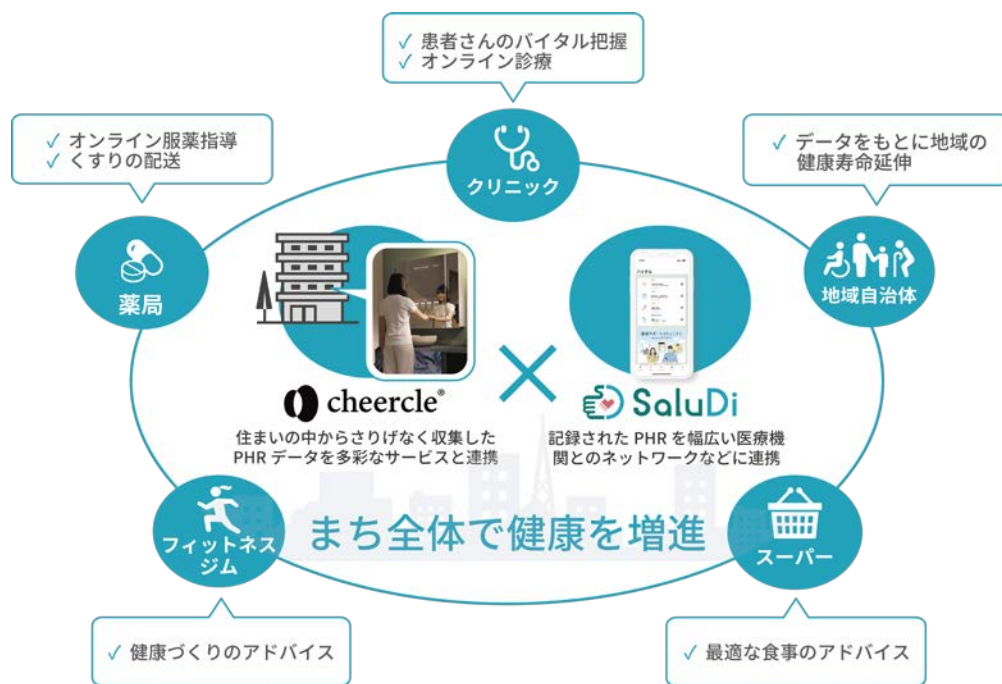 ✓ 患者さんのバイタル把握
✓ オンライン診療
✓ オンライン服薬指導
✓ くすりの配送
✓ データをもとに地域の
健康寿命延伸
クリニック
薬局
地域自治体
バイタル
cheercle®
SaluDi
住まいの中からさりげなく収集した
PHR データを多彩なサービスと連携
記録された PHR を幅広い医療機
関とのネットワークなどに連携
フィットネス
ジム
まち全体で健康を増進
スーパー
✓ 健康づくりのアドバイス
✓ 最適な食事のアドバイス